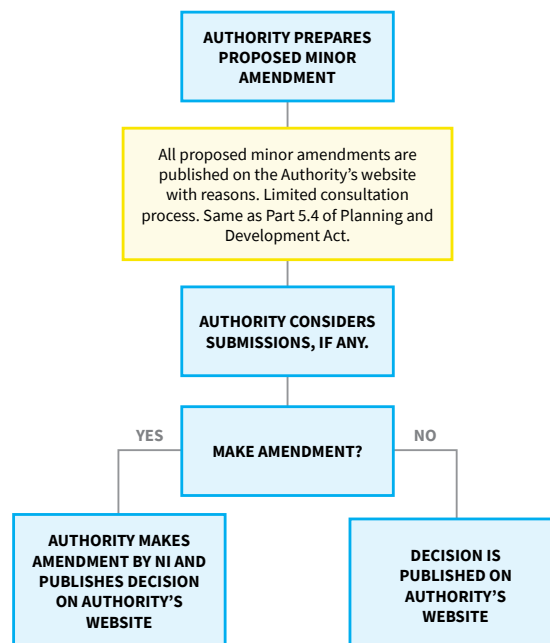 AUTHORITY PREPARES
PROPOSED MINOR
AMENDMENT
All proposed minor amendments are
published on the Authority’s website
with reasons. Limited consultation
process. Same as Part 5.4 of Planning and
Development Act.
AUTHORITY CONSIDERS
SUBMISSIONS, IF ANY.
YES
MAKE AMENDMENT?
NO
AUTHORITY MAKES
AMENDMENT BY NI AND
PUBLISHES DECISION
ON AUTHORITY’S
WEBSITE
DECISION IS
PUBLISHED ON
AUTHORITY’S
WEBSITE